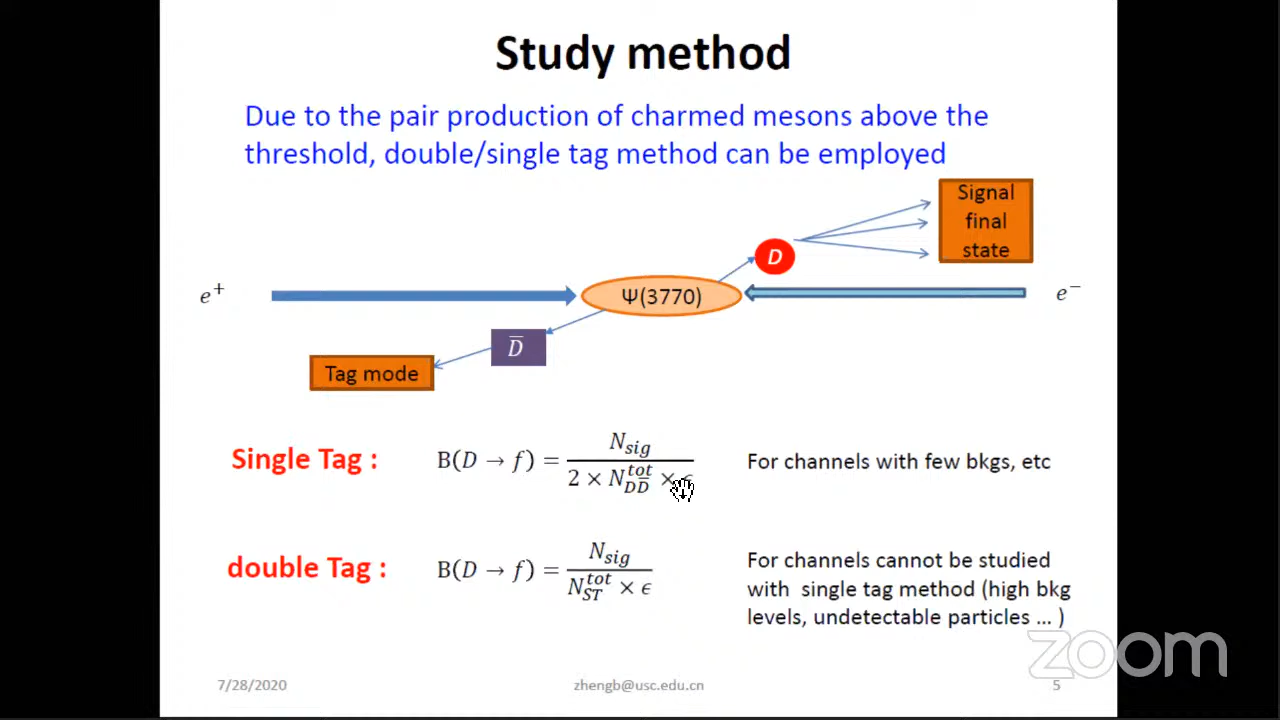 Study method
Due to the pair production of charmed mesons above the
threshold, double/single tag method can be employed
Signal
final
state
D
e⁺
Ψ(3770)
e⁻
D̅
Tag mode
Single Tag :
B(D → f) = N_sig / (2 × N_DD̅^tot × ϵ)
For channels with few bkgs, etc
double Tag :
B(D → f) = N_sig / (N_ST^tot × ϵ)
For channels cannot be studied
with single tag method (high bkg
levels, undetectable particles ... )
zoom
7/28/2020
zhengb@usc.edu.cn
5